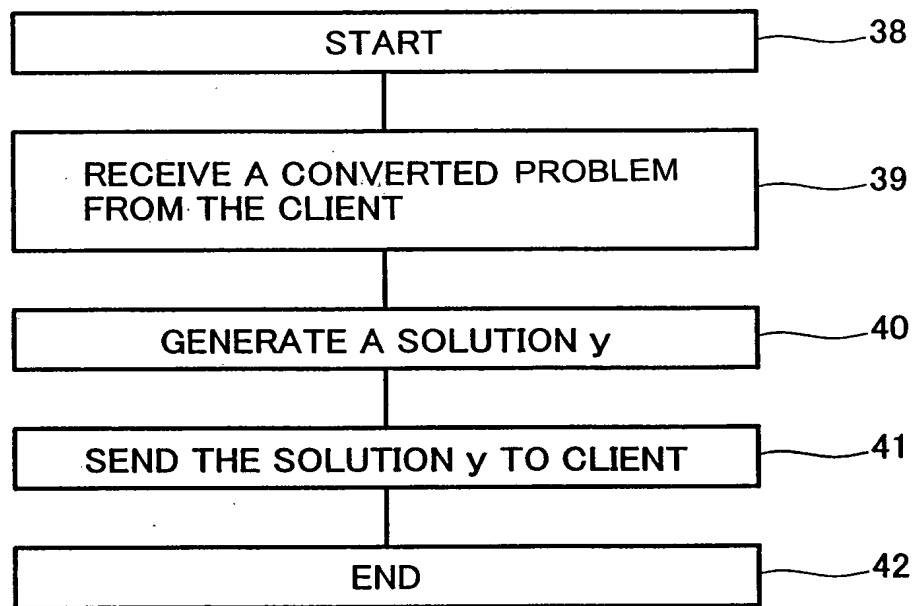 START
38
RECEIVE A CONVERTED PROBLEM
FROM THE CLIENT
39
GENERATE A SOLUTION y
40
SEND THE SOLUTION y TO CLIENT
41
END
42